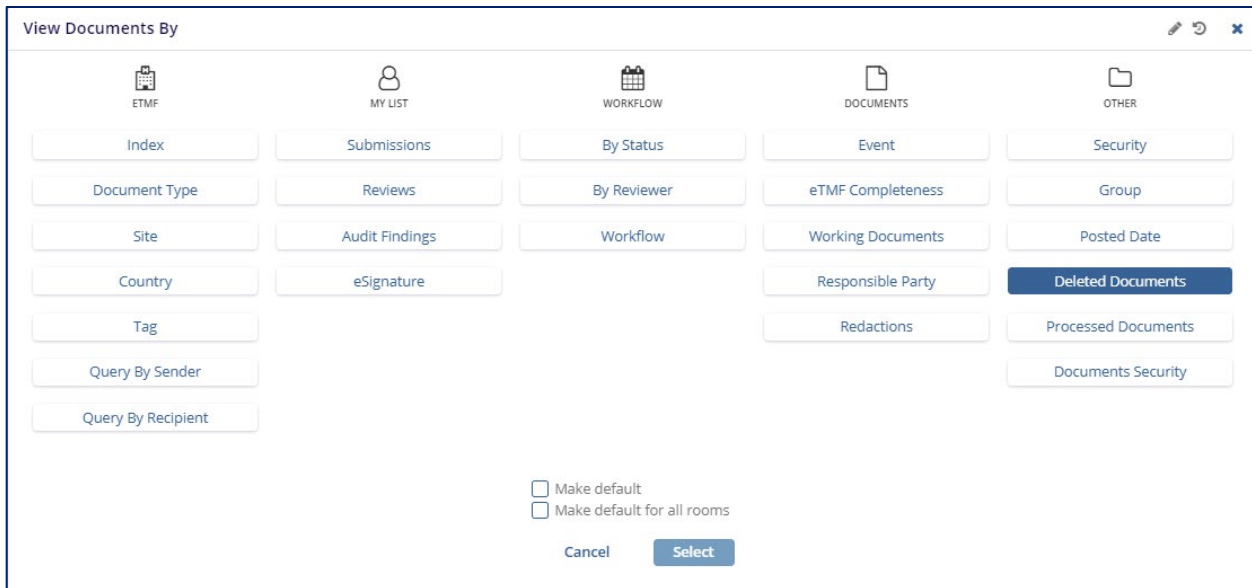 View Documents By
ETMF
MY LIST
WORKFLOW
DOCUMENTS
OTHER
Index
Submissions
By Status
Event
Security
Document Type
Reviews
By Reviewer
eTMF Completeness
Group
Site
Audit Findings
Workflow
Working Documents
Posted Date
Country
eSignature
Responsible Party
Deleted Documents
Tag
Redactions
Processed Documents
Query By Sender
Documents Security
Query By Recipient
Make default
Make default for all rooms
Cancel
Select